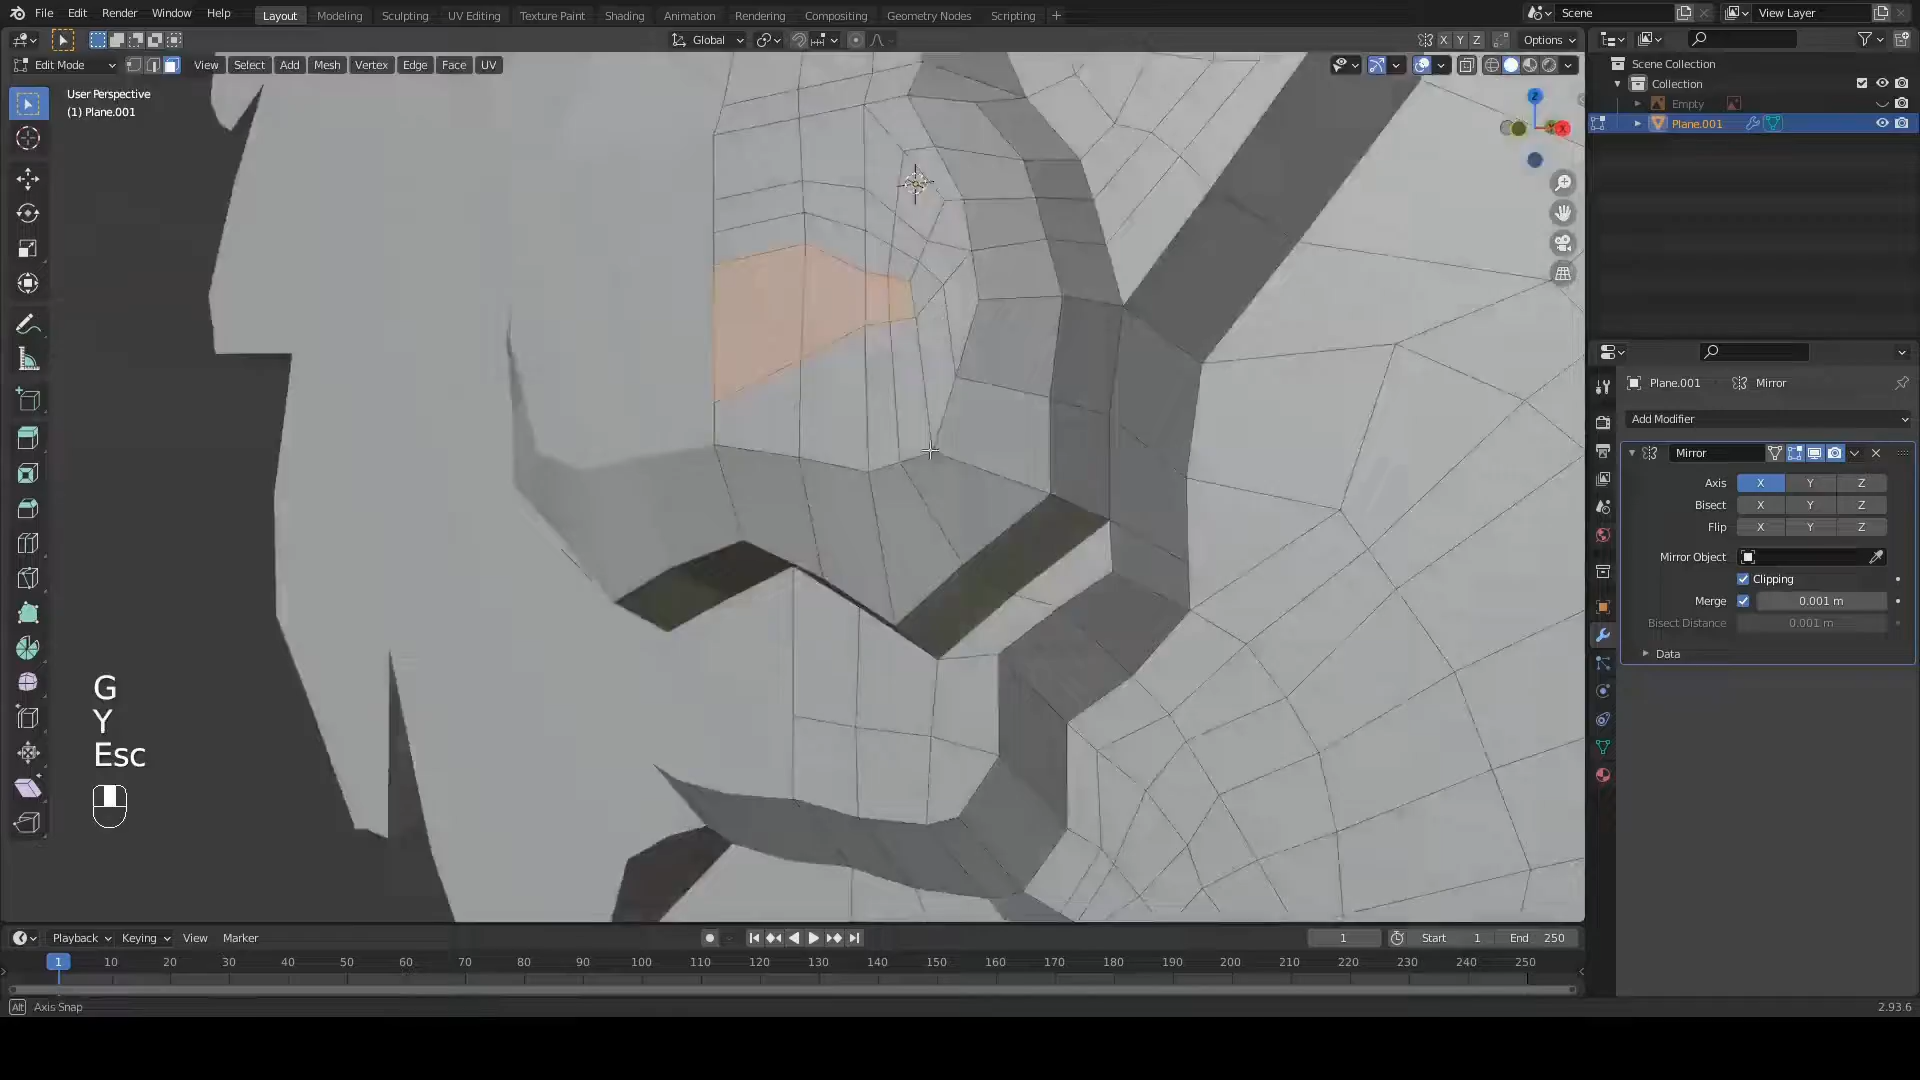 File Edit Render Window Help Layout Modeling Sculpting UV Editing Texture Paint Shading Animation Rendering Compositing Geometry Nodes Scripting + Scene View Layer
Global X Y Z Options
Edit Mode View Select Add Mesh Vertex Edge Face UV
User Perspective
(1) Plane.001
Z
X
Scene Collection
Collection
Empty
Plane.001
Plane.001 Mirror
Add Modifier
Mirror
Axis X Y Z
Bisect X Y Z
Flip X Y Z
Mirror Object
Clipping
Merge 0.001 m
Bisect Distance 0.001 m
Data
G
Y
Esc
Playback Keying View Marker 1 Start 1 End 250
1 10 20 30 40 50 60 70 80 90 100 110 120 130 140 150 160 170 180 190 200 210 220 230 240 250
Alt Axis Snap 2.93.6